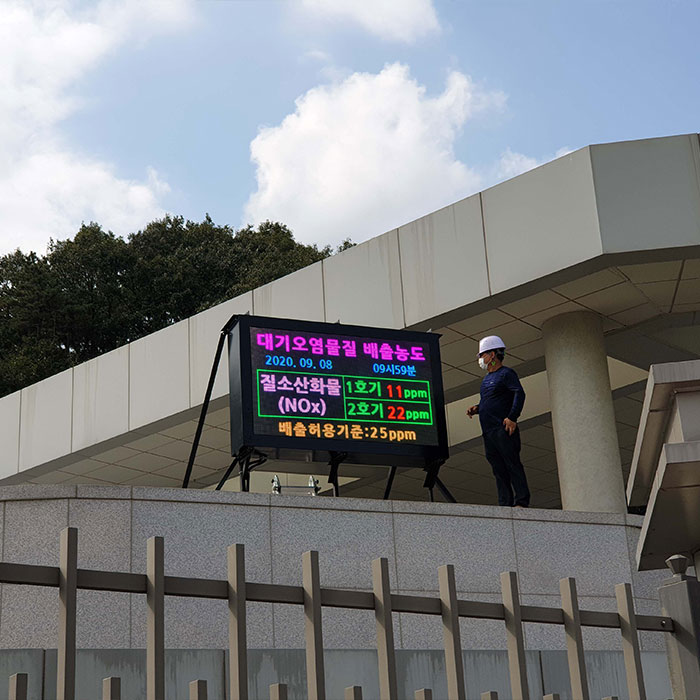 대기오염물질 배출농도
2020. 09. 08 09시59분
질소산화물 1호기 11ppm
(NOx) 2호기 22ppm
배출허용기준:25ppm